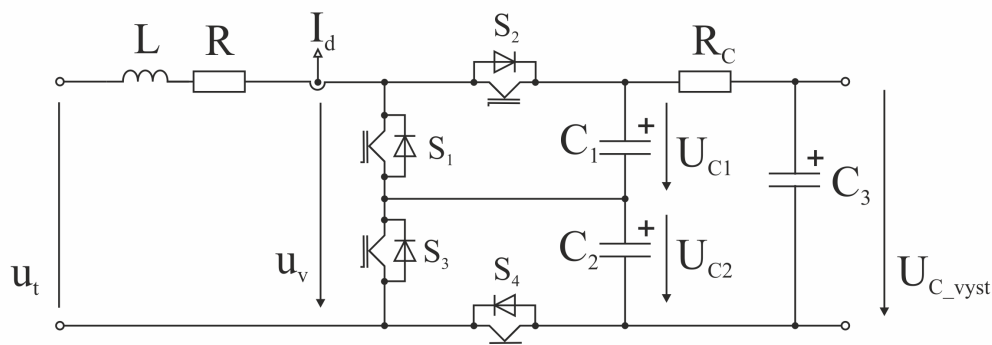 L
R
I_d
S_2
R_C
S_1
C_1
+
U_C1
+
C_3
u_t
u_v
S_3
C_2
+
U_C2
S_4
U_C_vyst